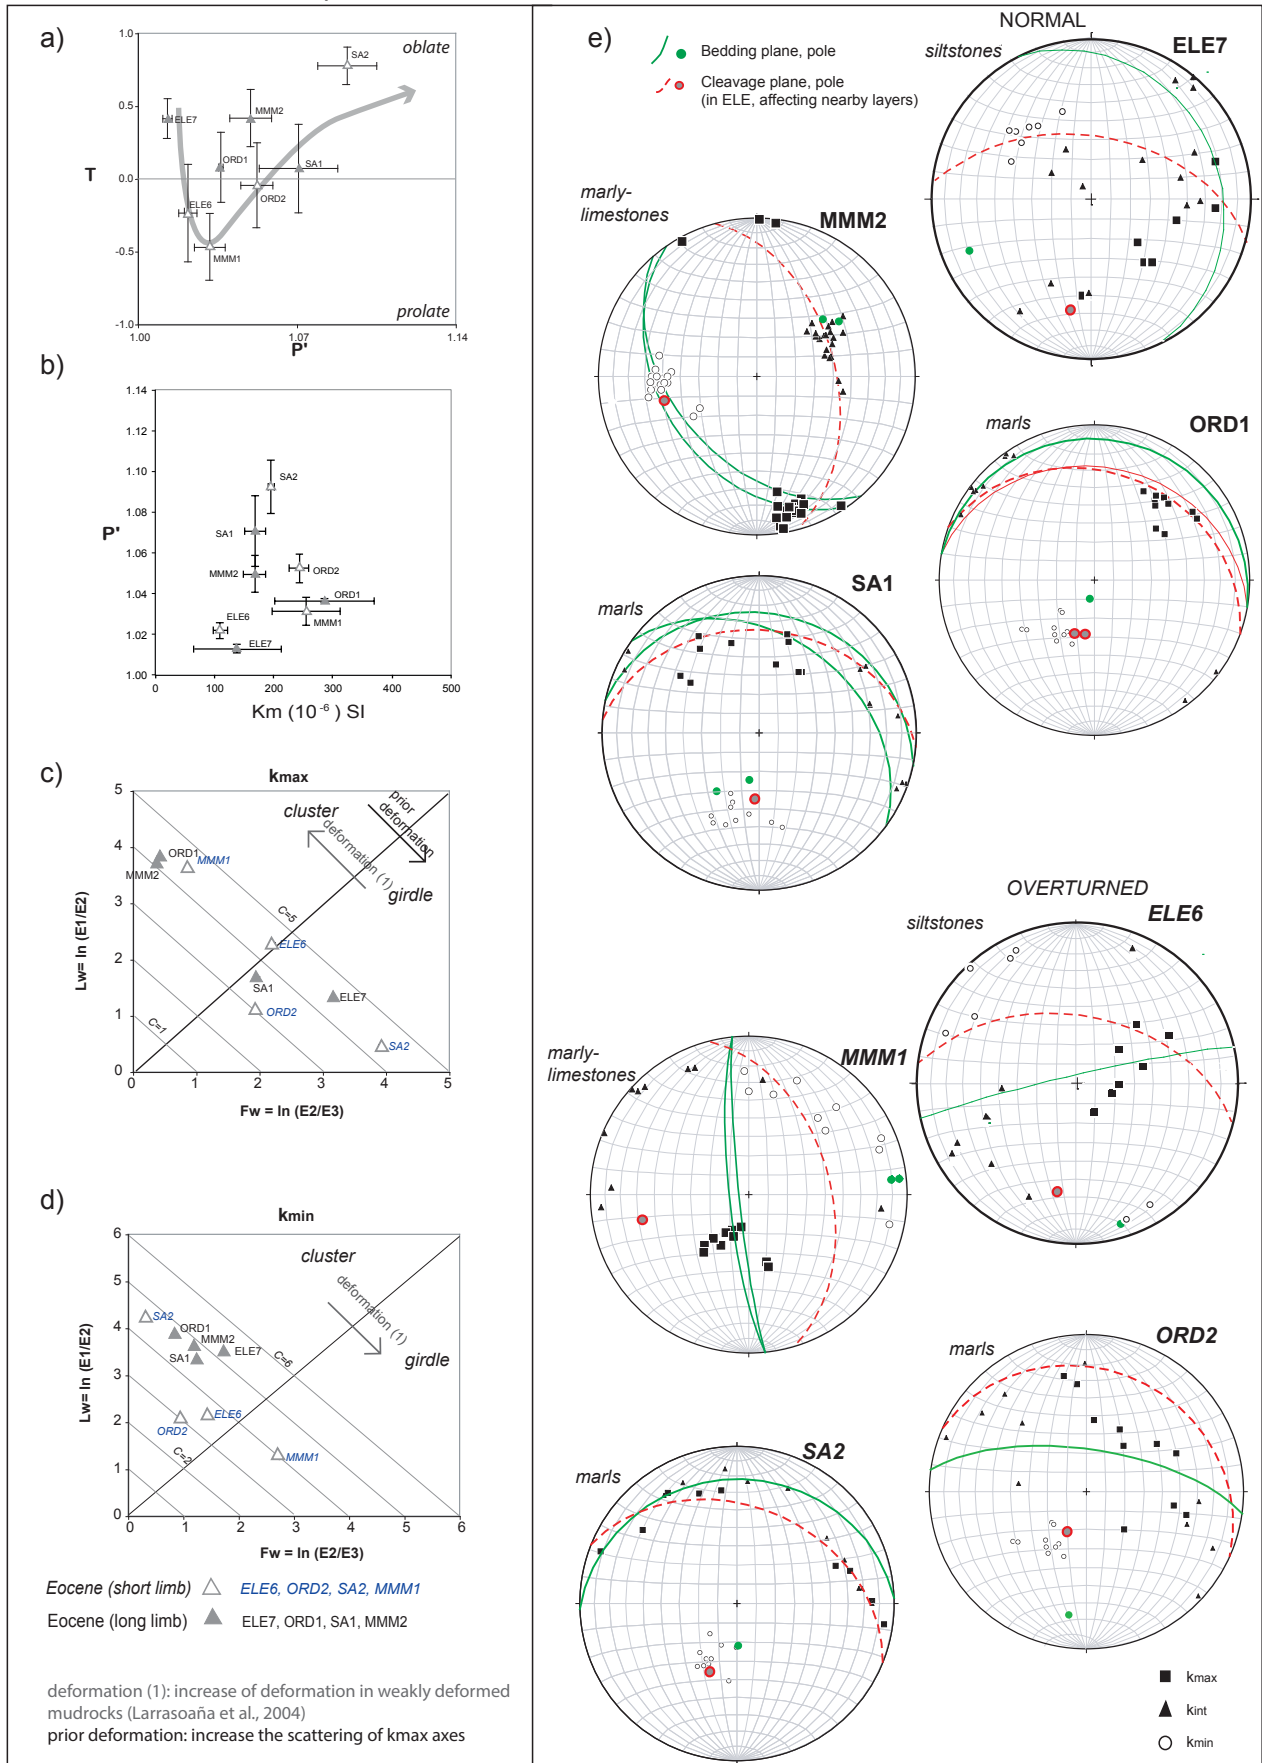 a)
1.0
0.5
0.0
-0.5
-1.0
T
oblate
prolate
SA2
ELE7
MMM2
ORD1
SA1
ELE6
ORD2
MMM1
1.00
1.07
1.14
P'
b)
1.14
1.12
1.10
1.08
1.06
1.04
1.02
1.00
P'
SA2
SA1
MMM2
ORD2
ORD1
MMM1
ELE6
ELE7
0
100
200
300
400
500
Km (10 -6 ) SI
c)
kmax
5
4
3
2
1
0
Lw= ln (E1/E2)
cluster
girdle
prior
deformation
deformation (1)
ORD1
MMM2
MMM1
C=5
ELE6
SA1
ELE7
ORD2
C=1
SA2
0
1
2
3
4
5
Fw = ln (E2/E3)
d)
kmin
6
5
4
3
2
1
0
Lw= ln (E1/E2)
cluster
deformation (1)
girdle
SA2
ORD1
MMM2
SA1
ELE7
C=6
ELE6
ORD2
C=2
MMM1
0
1
2
3
4
5
6
Fw = ln (E2/E3)
Eocene (short limb) ELE6, ORD2, SA2, MMM1
Eocene (long limb) ELE7, ORD1, SA1, MMM2
deformation (1): increase of deformation in weakly deformed
mudrocks (Larrasoaña et al., 2004)
prior deformation: increase the scattering of kmax axes
e)
Bedding plane, pole
Cleavage plane, pole
(in ELE, affecting nearby layers)
NORMAL
siltstones
ELE7
marly-
limestones
MMM2
marls
ORD1
marls
SA1
OVERTURNED
siltstones
ELE6
marly-
limestones
MMM1
marls
ORD2
marls
SA2
kmax
kint
kmin